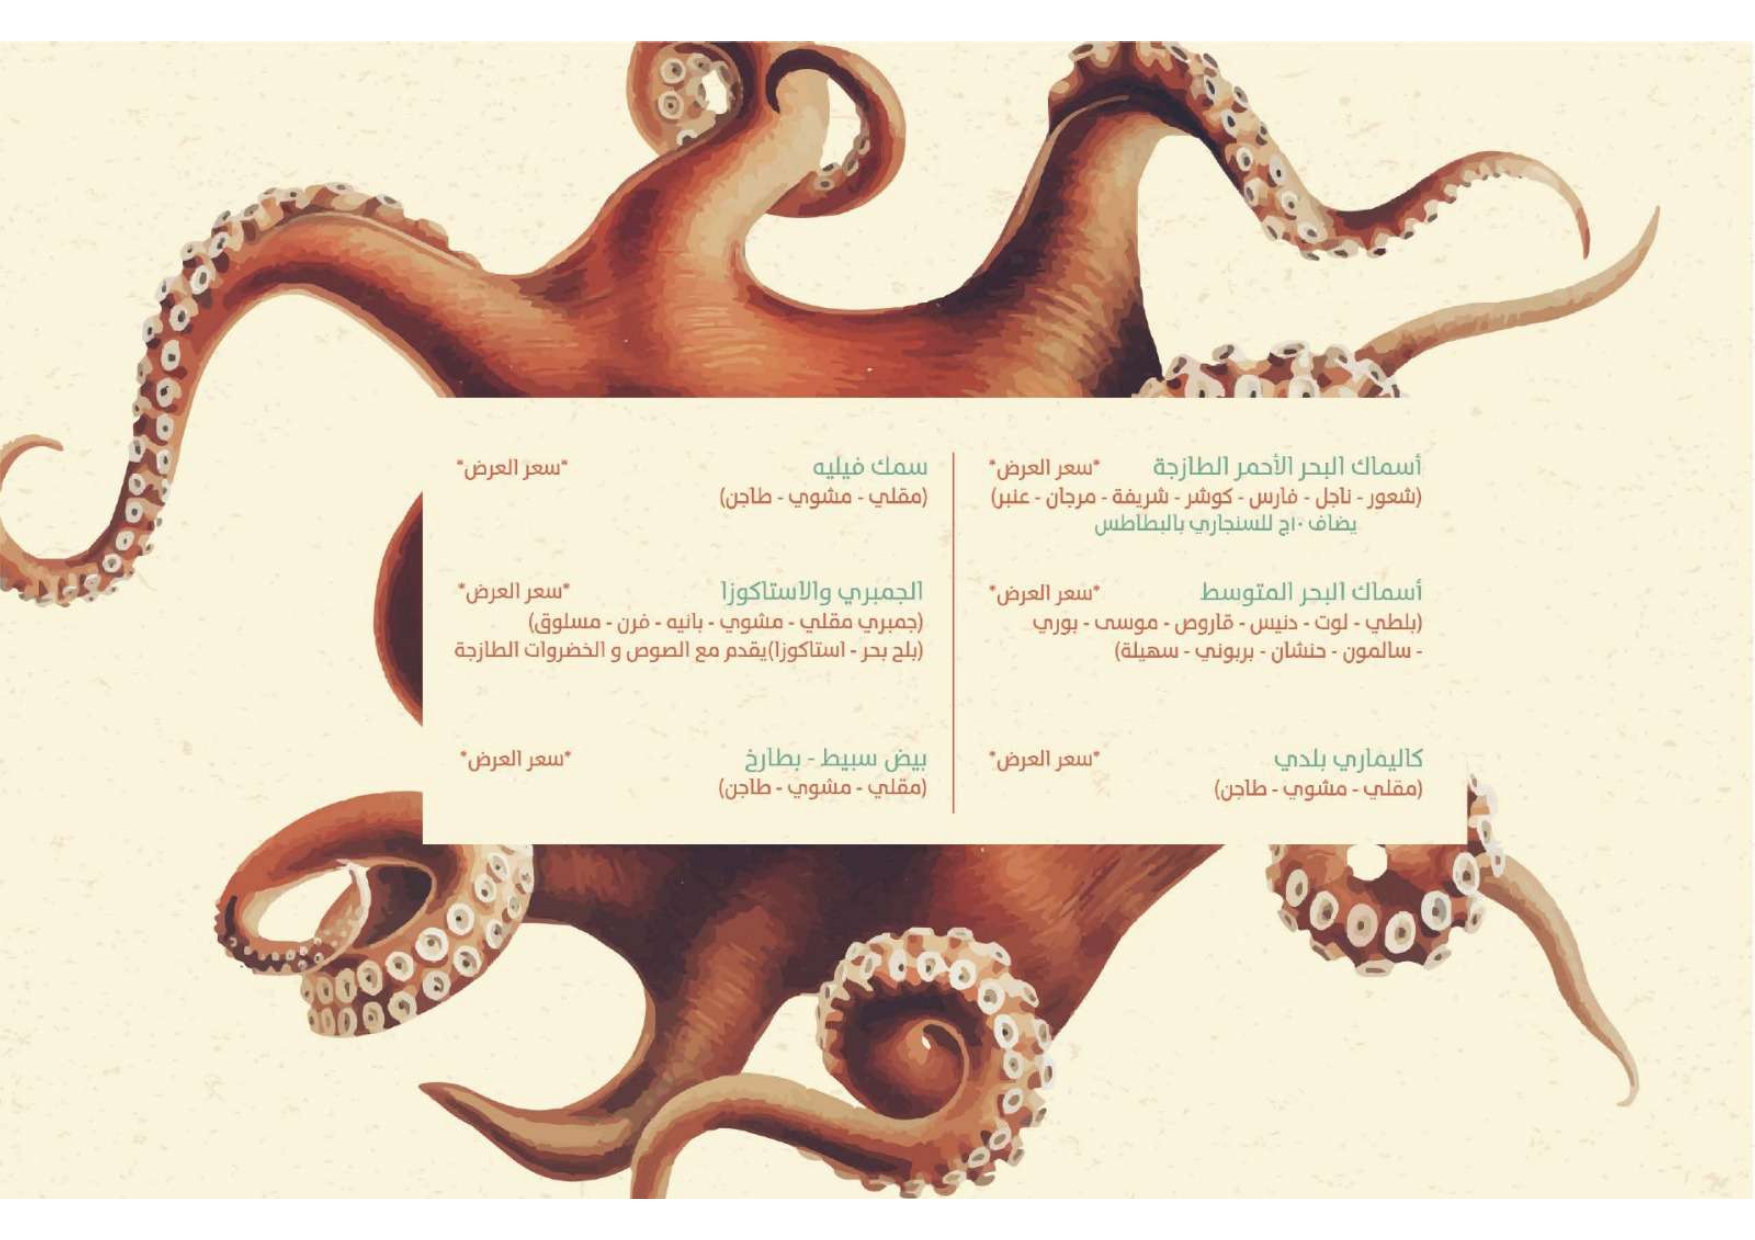 أسماك البحر الأحمر الطازجة *سعر العرض*
(شعور - ناجل - فارس - كوشر - شريفة - مرجان - عنبر)
يضاف ١٠ج للسنجاري بالبطاطس
أسماك البحر المتوسط *سعر العرض*
(بلطي - لوت - دنيس - قاروص - موسى - بوري
- سالمون - حنشان - بربوني - سهيلة)
كاليماري بلدي *سعر العرض*
(مقلي - مشوي - طاجن)
سمك فيليه *سعر العرض*
(مقلي - مشوي - طاجن)
الجمبري والاستاكوزا *سعر العرض*
(جمبري مقلي - مشوي - بانيه - فرن - مسلوق)
(بلح بحر - استاكوزا)يقدم مع الصوص و الخضروات الطازجة
بيض سبيط - بطارخ *سعر العرض*
(مقلي - مشوي - طاجن)